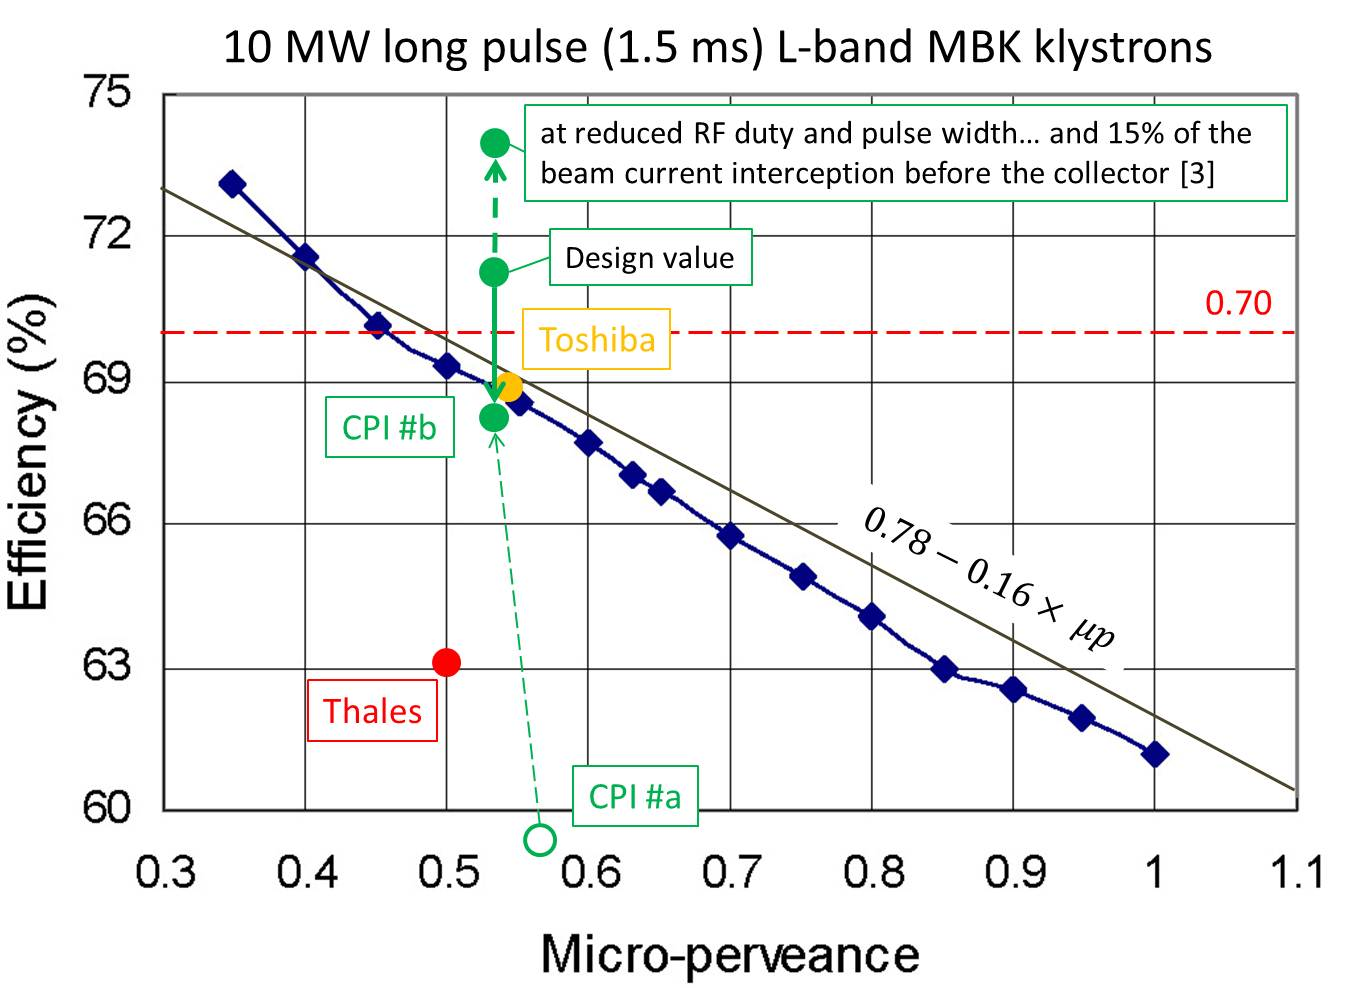 10 MW long pulse (1.5 ms) L-band MBK klystrons
75
at reduced RF duty and pulse width... and 15% of the
beam current interception before the collector [3]
72
Design value
0.70
Toshiba
69
CPI #b
66
0.78 − 0.16 × μp
63
Thales
CPI #a
60
0.3 0.4 0.5 0.6 0.7 0.8 0.9 1 1.1
Efficiency (%)
Micro-perveance